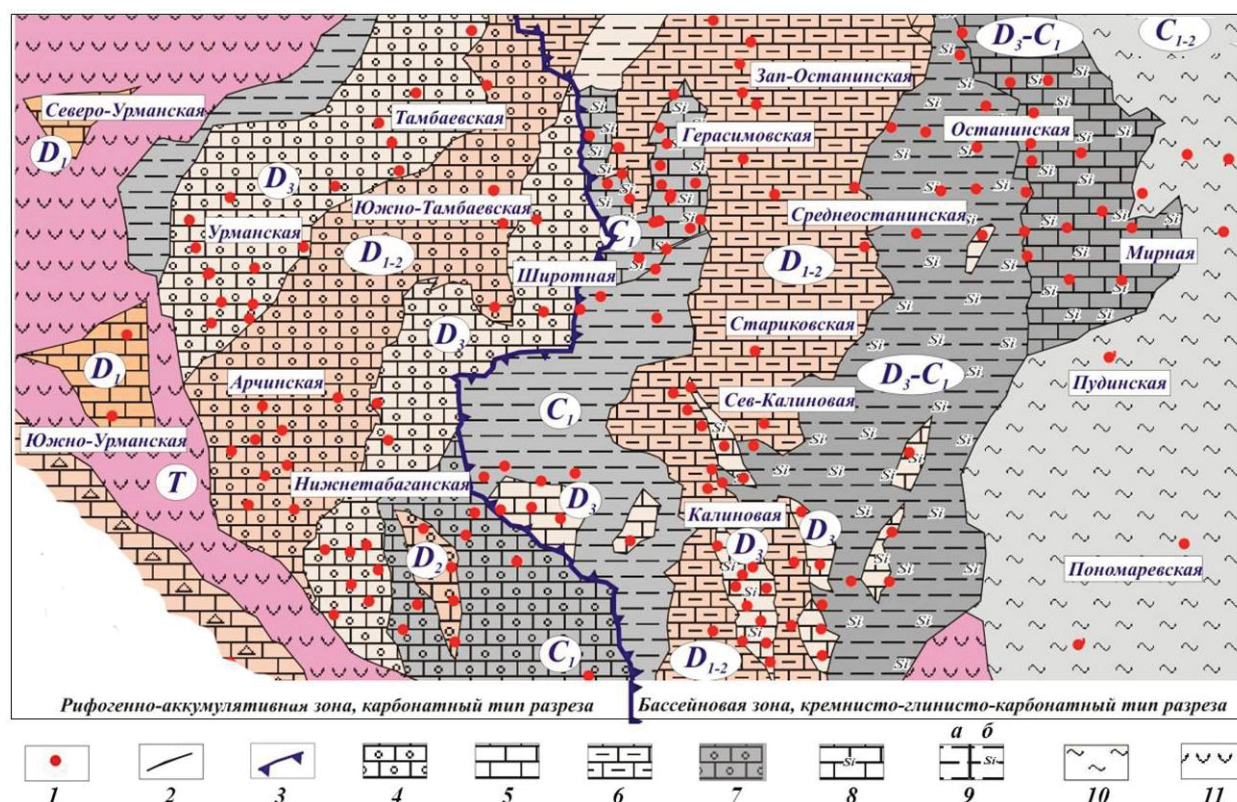 D₃-C₁
C₁₋₂
Зап-Останинская
Северо-Урманская
Тамбаевская
Герасимовская
Останинская
D₁
D₃
Южно-Тамбаевская
Среднеостанинская
Урманская
D₁₋₂
C₁
Мирная
Широтная
D₁₋₂
D₃
Стариковская
D₁
Арчинская
D₃-C₁
Пудинская
C₁
Сев-Калиновая
Южно-Урманская
T
Нижнетабаганская
D₃
Калиновая
D₃
D₃
D₂
Пономаревская
C₁
D₁₋₂
Рифогенно-аккумулятивная зона, карбонатный тип разреза
Бассейновая зона, кремнисто-глинисто-карбонатный тип разреза
а б
Si Si
1 2 3 4 5 6 7 8 9 10 11